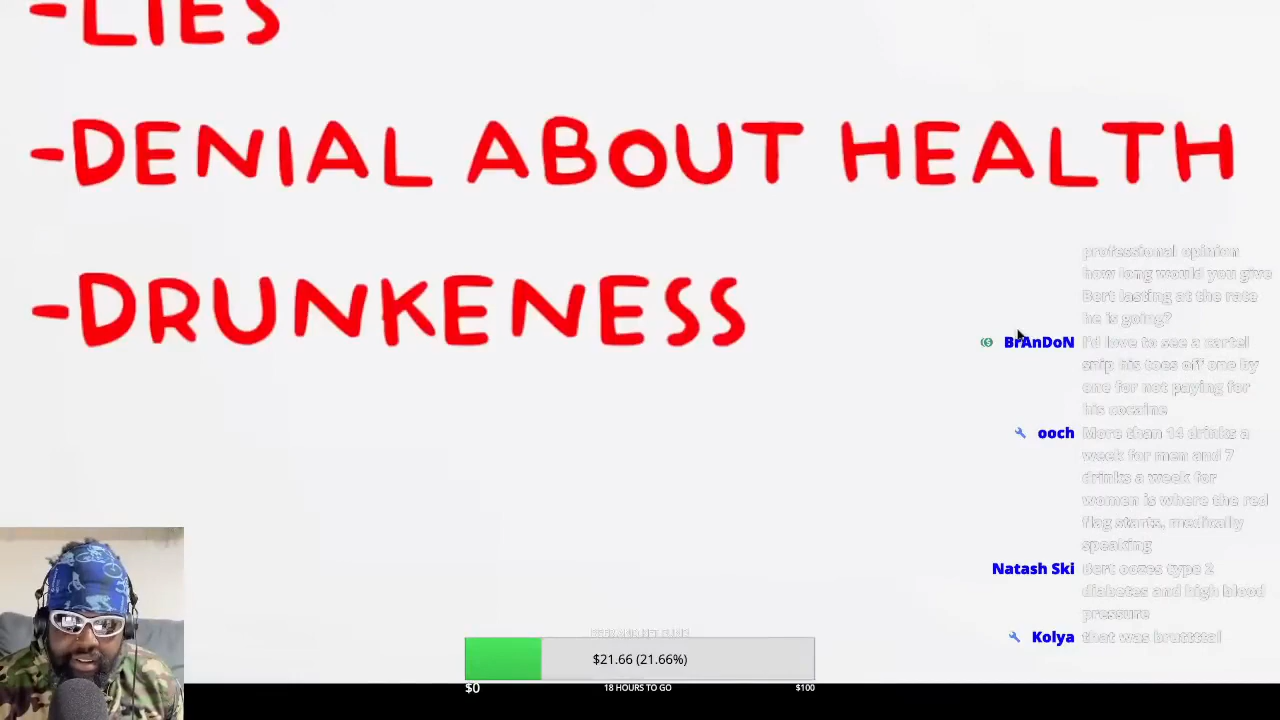 -LIES
-DENIAL ABOUT HEALTH
-DRUNKENESS
professional opinion
how long would you give
Bert lasting at the rate
he is going?
BrAnDoN I'd love to see a cartel
snip his toes off one by
one for not paying for
his cocaine
ooch More than 14 drinks a
week for men and 7
drinks a week for
women is where the red
flag starts, medically
speaking
Natash Ski Bert oozes type 2
diabetes and high blood
pressure
Kolya that was bruttttal
$21.66 (21.66%)
$0 18 HOURS TO GO $100